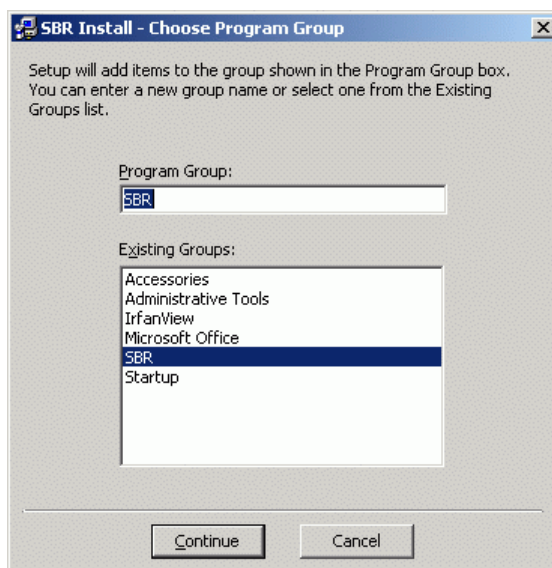 SBR Install - Choose Program Group
Setup will add items to the group shown in the Program Group box.
You can enter a new group name or select one from the Existing
Groups list.
Program Group:
SBR
Existing Groups:
Accessories
Administrative Tools
IrfanView
Microsoft Office
SBR
Startup
Continue
Cancel